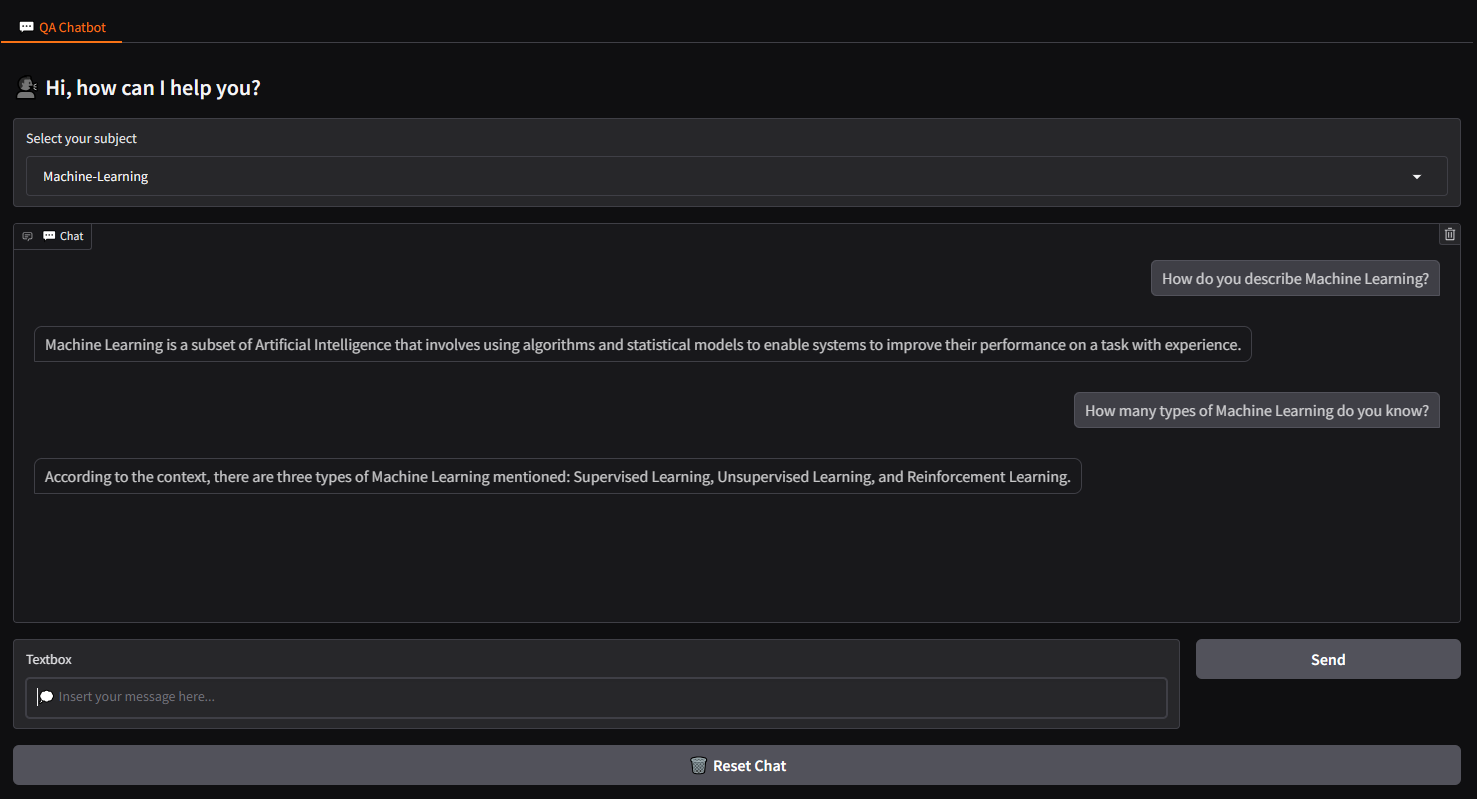 QA Chatbot
Hi, how can I help you?
Select your subject
Machine-Learning
Chat
How do you describe Machine Learning?
Machine Learning is a subset of Artificial Intelligence that involves using algorithms and statistical models to enable systems to improve their performance on a task with experience.
How many types of Machine Learning do you know?
According to the context, there are three types of Machine Learning mentioned: Supervised Learning, Unsupervised Learning, and Reinforcement Learning.
Textbox
Send
Insert your message here...
Reset Chat